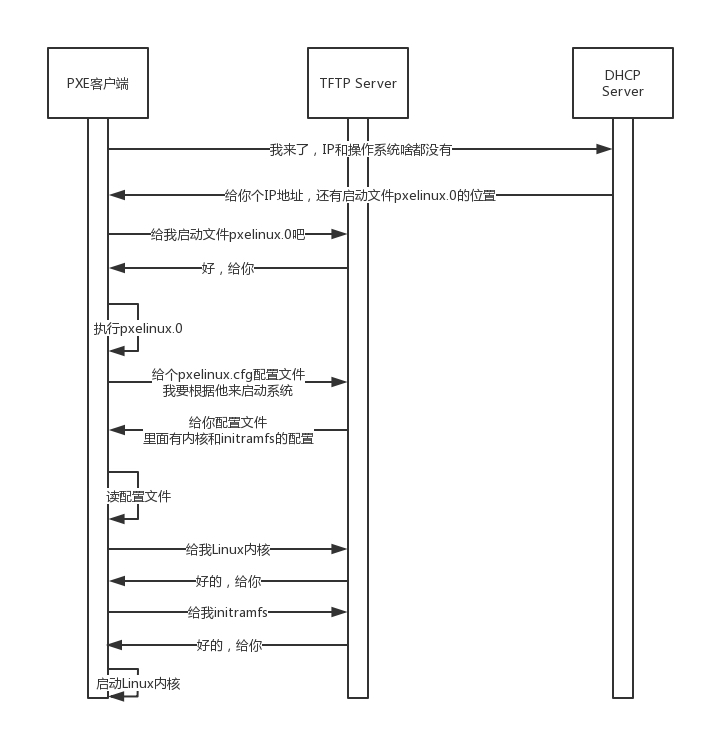 PXE客户端
TFTP Server
DHCP
Server
我来了，IP和操作系统啥都没有
给你个IP地址，还有启动文件pxelinux.0的位置
给我启动文件pxelinux.0吧
好，给你
执行pxelinux.0
给个pxelinux.cfg配置文件
我要根据他来启动系统
给你配置文件
里面有内核和initramfs的配置
读配置文件
给我Linux内核
好的，给你
给我initramfs
好的，给你
启动Linux内核